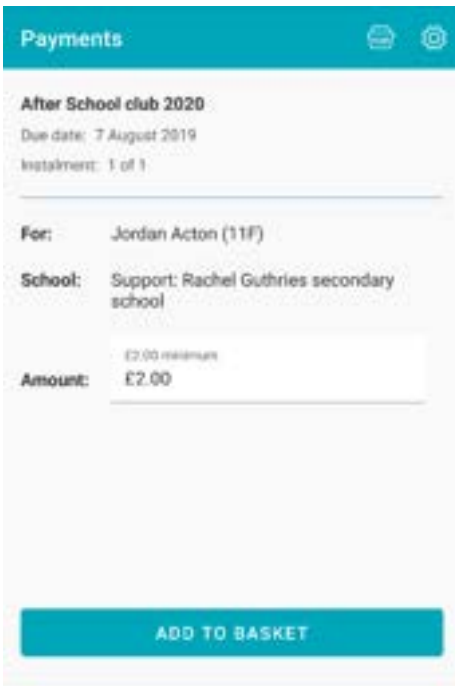 Payments
After School club 2020
Due date: 7 August 2019
Instalment: 1 of 1
For: Jordan Acton (11F)
School: Support: Rachel Guthries secondary
school
£2.00 minimum
Amount: £2.00
ADD TO BASKET